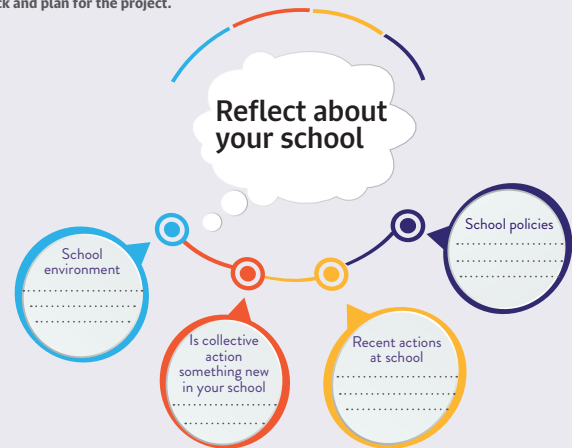 and plan for the project.
Reflect about
your school
School
environment
Is collective
action
something new
in your school
Recent actions
at school
School policies